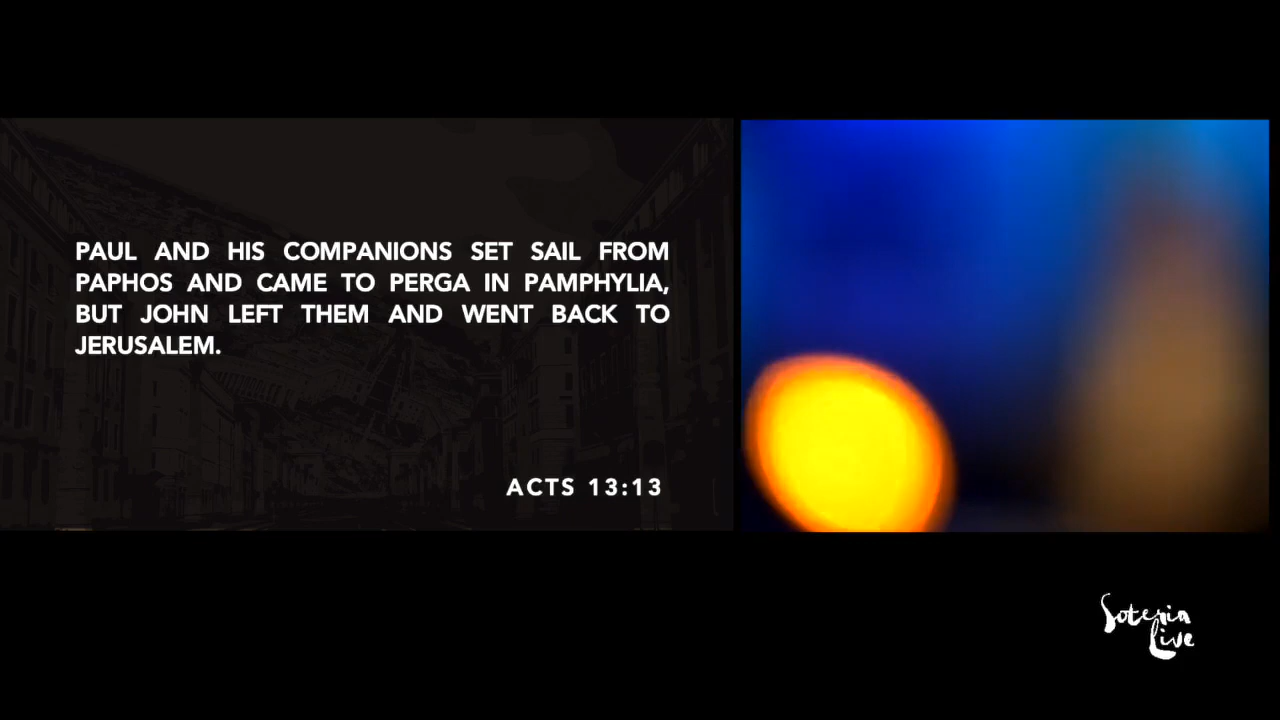 PAUL AND HIS COMPANIONS SET SAIL FROM
PAPHOS AND CAME TO PERGA IN PAMPHYLIA,
BUT JOHN LEFT THEM AND WENT BACK TO
JERUSALEM.
ACTS 13:13
Soteria
Live